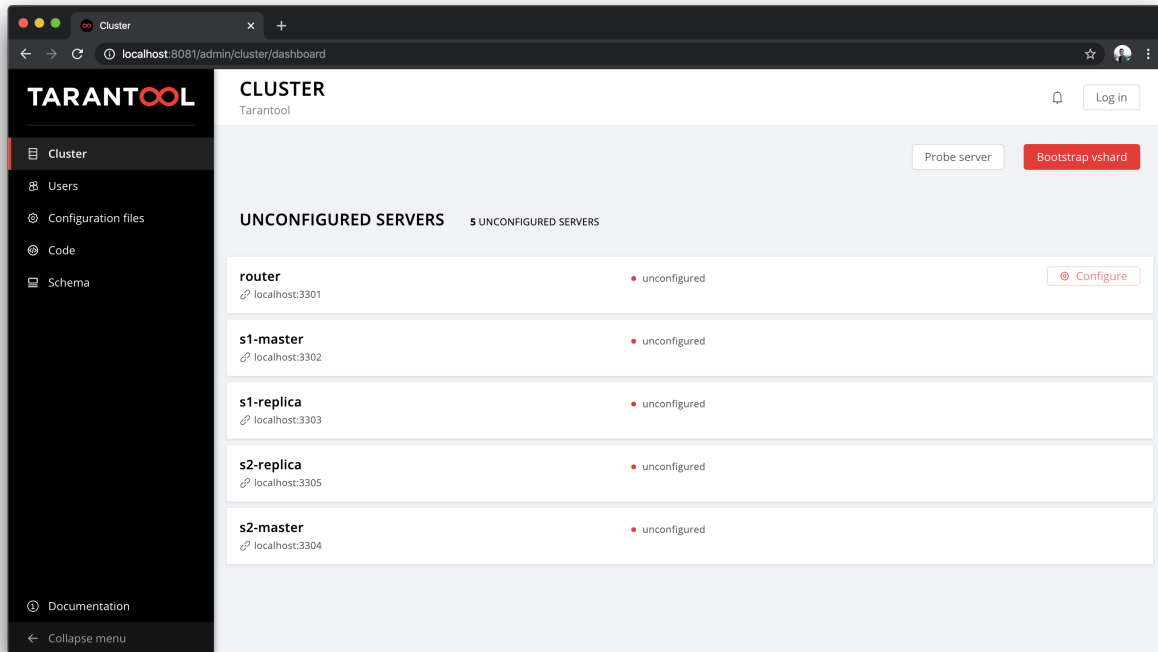 Cluster
localhost:8081/admin/cluster/dashboard
TARANTOOL
Cluster
Users
Configuration files
Code
Schema
Documentation
Collapse menu
CLUSTER
Tarantool
Log in
Probe server
Bootstrap vshard
UNCONFIGURED SERVERS 5 UNCONFIGURED SERVERS
router
unconfigured
Configure
localhost:3301
s1-master
unconfigured
localhost:3302
s1-replica
unconfigured
localhost:3303
s2-replica
unconfigured
localhost:3305
s2-master
unconfigured
localhost:3304